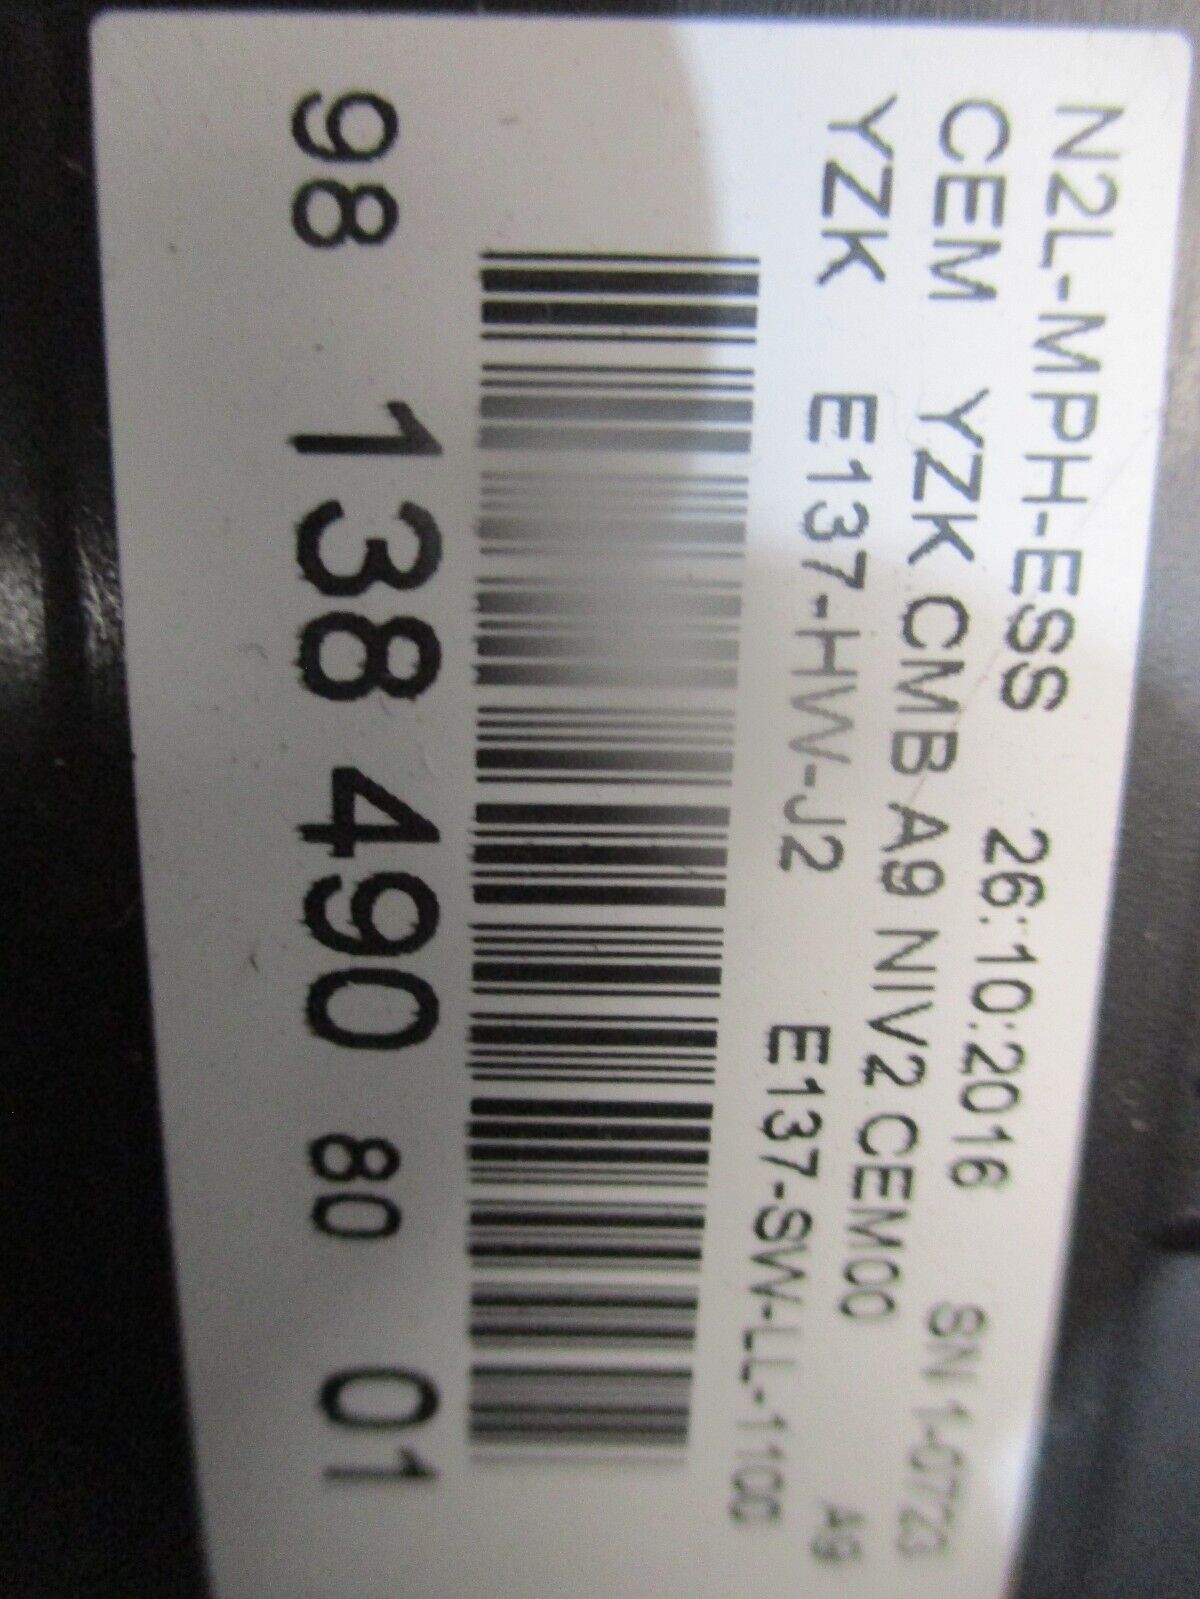 N2L-MPH-ESS 26:10:2016 SN 1-0723
CEM YZK CMB A9 NIV2 CEM00
YZK E137-HW-J2 E137-SW-LL-1100 A9
98 138 490 80 01